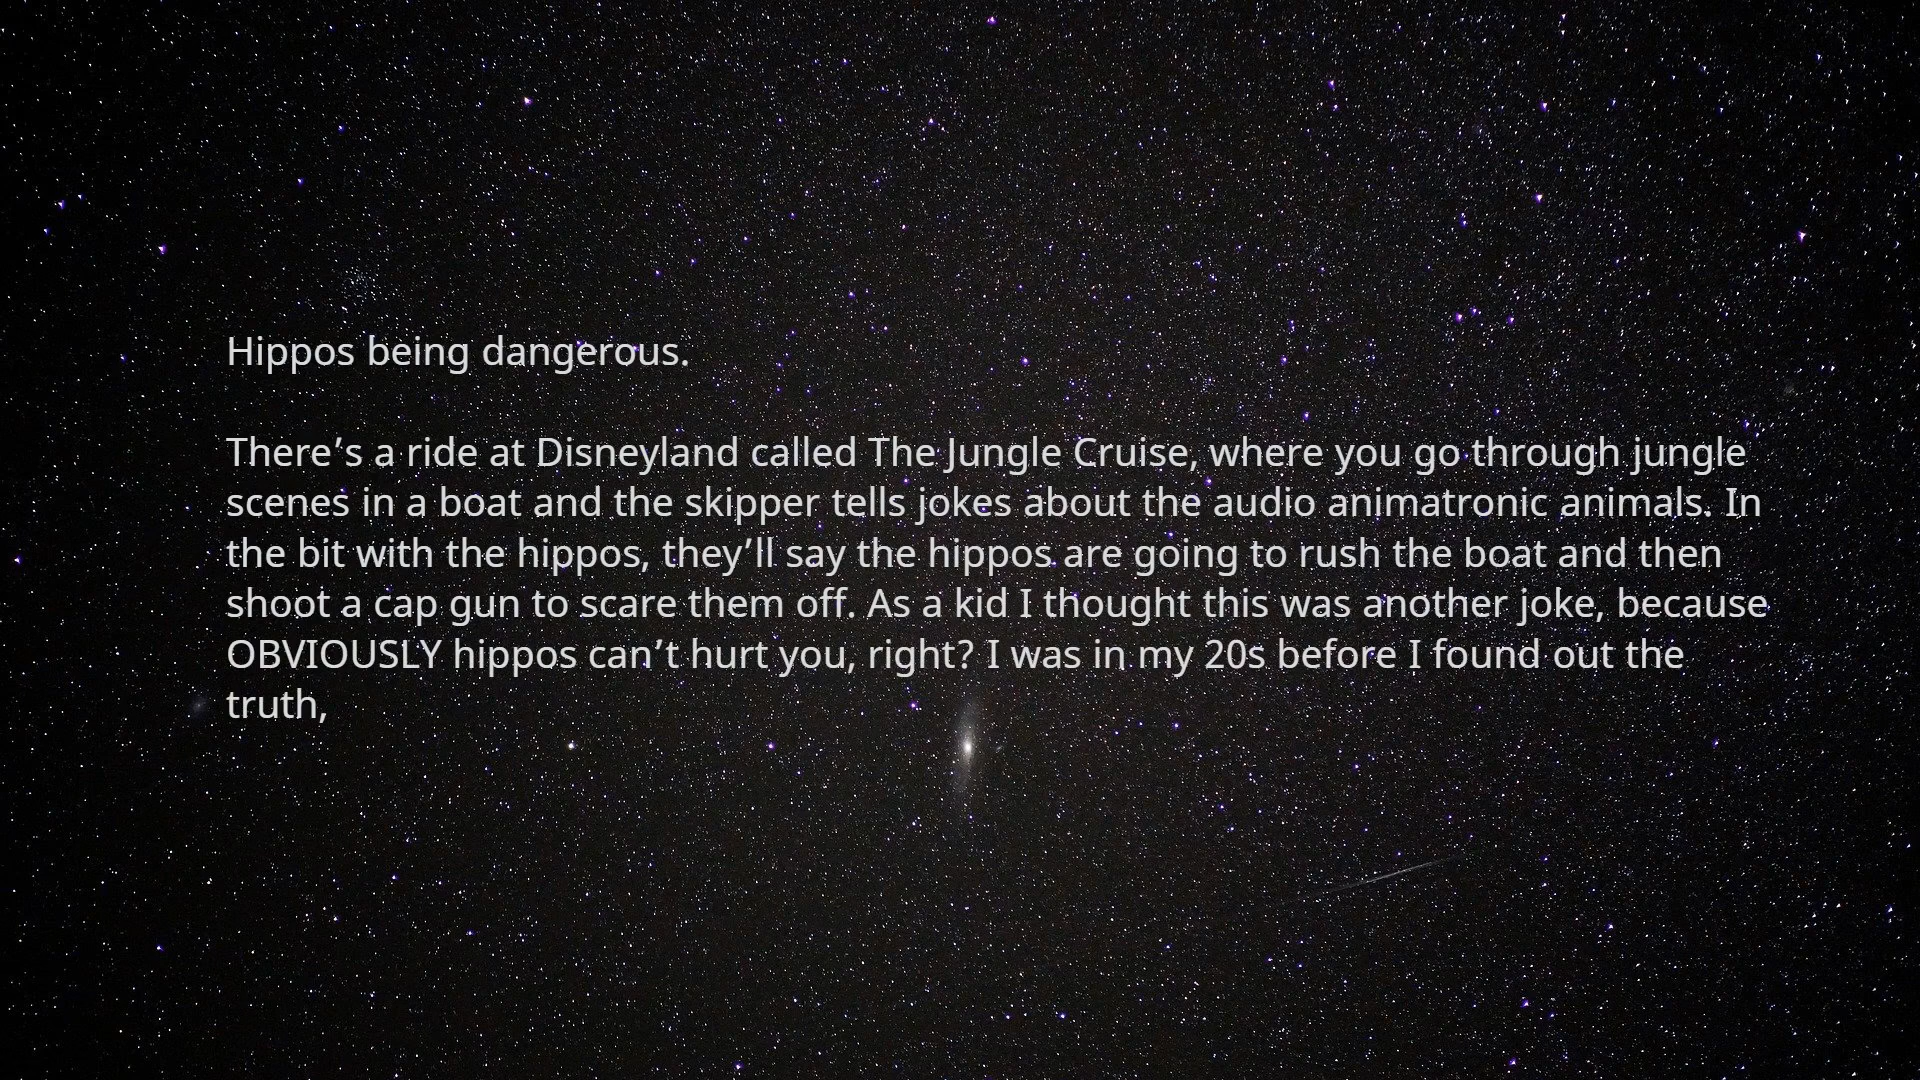 Hippos being dangerous.
There’s a ride at Disneyland called The Jungle Cruise, where you go through jungle
scenes in a boat and the skipper tells jokes about the audio animatronic animals. In
the bit with the hippos, they’ll say the hippos are going to rush the boat and then
shoot a cap gun to scare them off. As a kid I thought this was another joke, because
OBVIOUSLY hippos can’t hurt you, right? I was in my 20s before I found out the
truth,